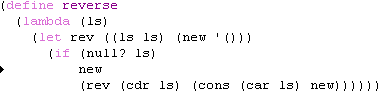 (define reverse
  (lambda (ls)
    (let rev ((ls ls) (new '()))
      (if (null? ls)
          new
          (rev (cdr ls) (cons (car ls) new))))))